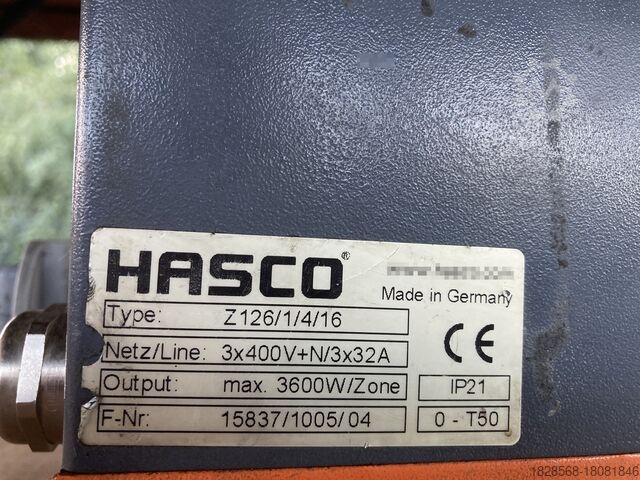 HASCO®
Made in Germany
Type: Z126/1/4/16
Netz/Line: 3x400V+N/3x32A
CE
Output: max. 3600W/Zone
IP21
F-Nr: 15837/1005/04
0 - T50
1828568-18081846